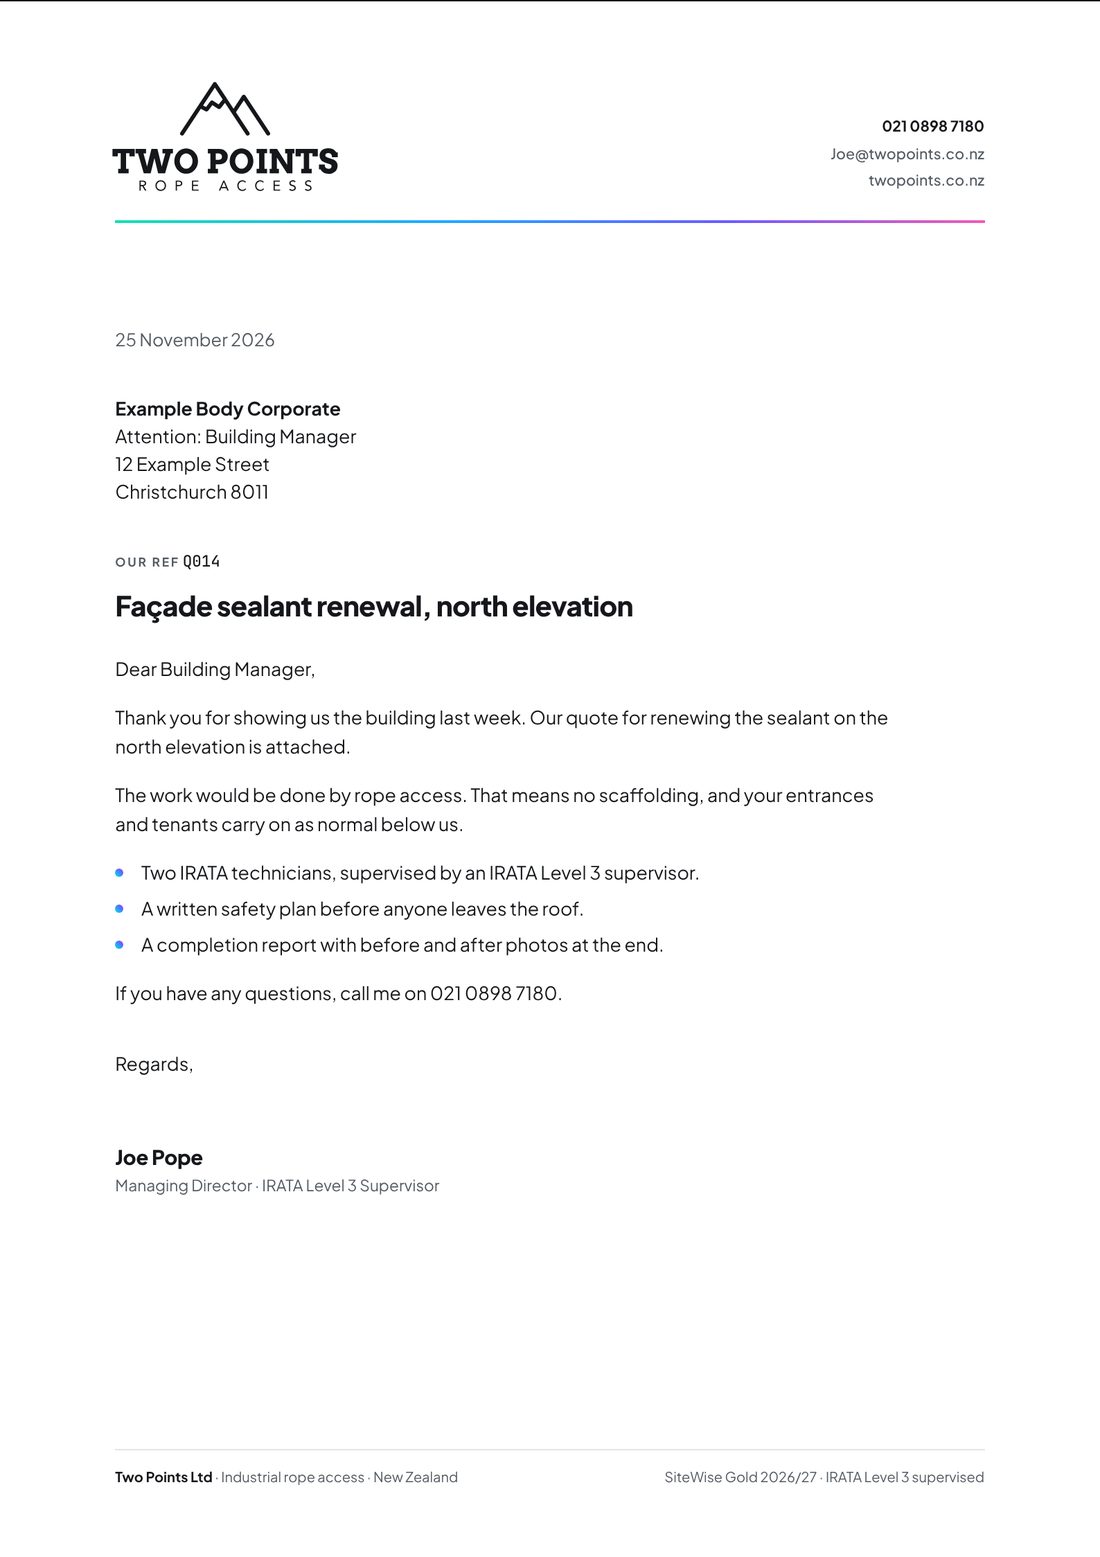 TWO POINTS
ROPE ACCESS
021 0898 7180
Joe@twopoints.co.nz
twopoints.co.nz
25 November 2026
Example Body Corporate
Attention: Building Manager
12 Example Street
Christchurch 8011
OUR REF Q014
Façade sealant renewal, north elevation
Dear Building Manager,
Thank you for showing us the building last week. Our quote for renewing the sealant on the
north elevation is attached.
The work would be done by rope access. That means no scaffolding, and your entrances
and tenants carry on as normal below us.
Two IRATA technicians, supervised by an IRATA Level 3 supervisor.
A written safety plan before anyone leaves the roof.
A completion report with before and after photos at the end.
If you have any questions, call me on 021 0898 7180.
Regards,
Joe Pope
Managing Director · IRATA Level 3 Supervisor
Two Points Ltd · Industrial rope access · New Zealand
SiteWise Gold 2026/27 · IRATA Level 3 supervised